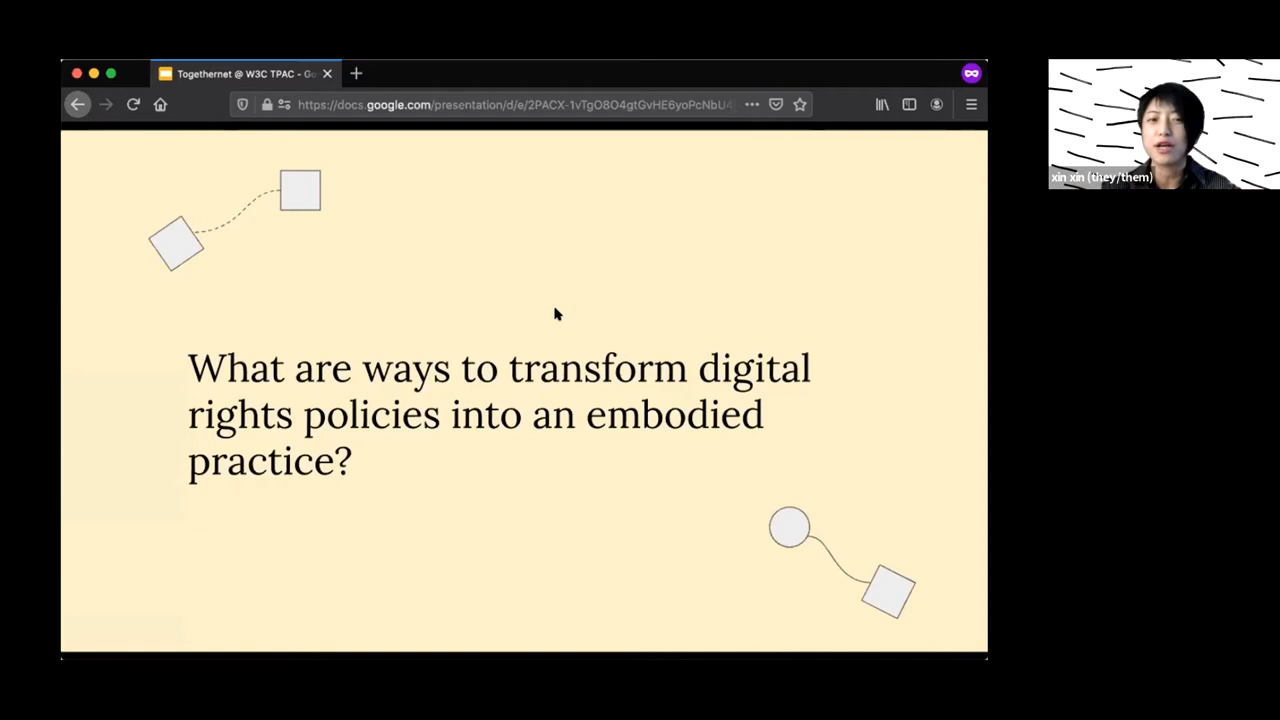 Togethernet @ W3C TPAC - Go
https://docs.google.com/presentation/d/e/2PACX-1vTgO8O4gtGvHE6yoPcNbU4
xin xin (they/them)
What are ways to transform digital
rights policies into an embodied
practice?